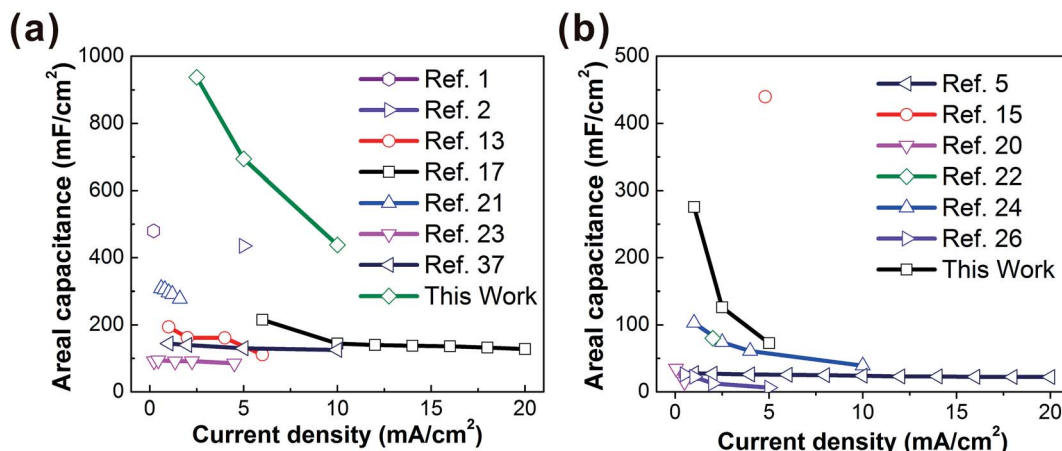 (a)
Areal capacitance (mF/cm²)
1000
800
600
400
200
0
0 5 10 15 20
Current density (mA/cm²)
Ref. 1
Ref. 2
Ref. 13
Ref. 17
Ref. 21
Ref. 23
Ref. 37
This Work
(b)
Areal capacitance (mF/cm²)
500
400
300
200
100
0
0 5 10 15 20
Current density (mA/cm²)
Ref. 5
Ref. 15
Ref. 20
Ref. 22
Ref. 24
Ref. 26
This Work